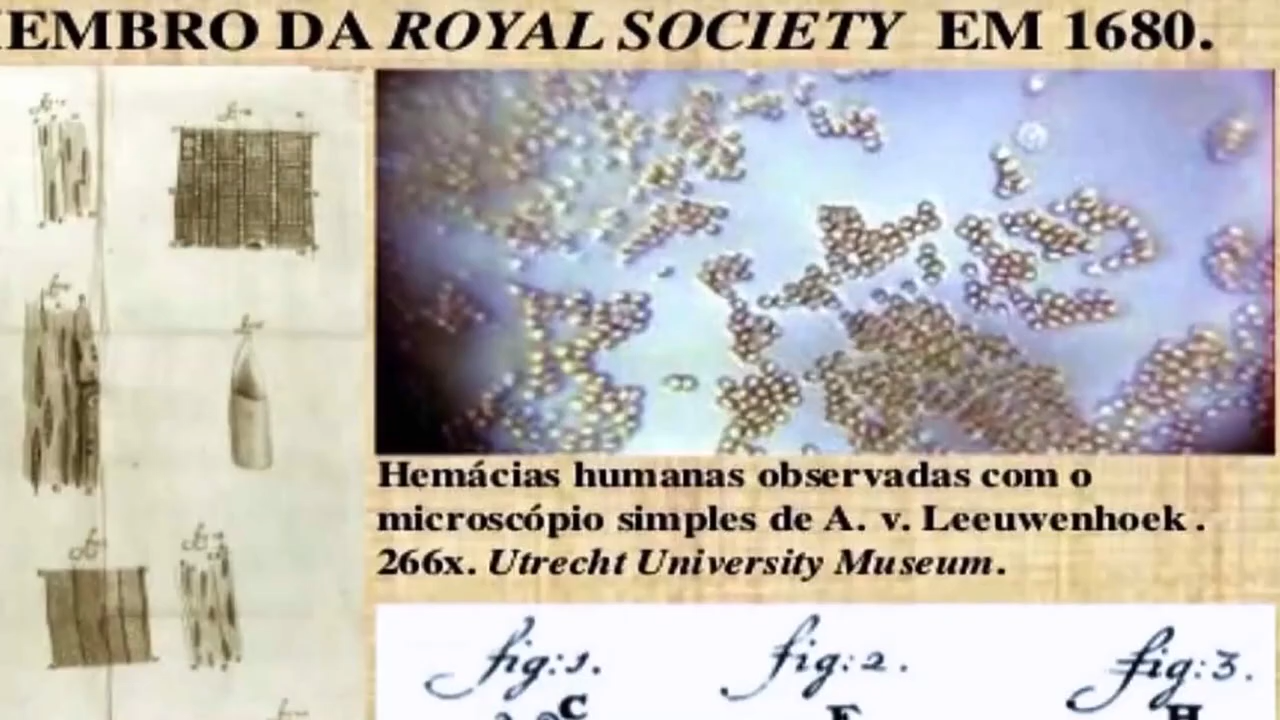 EMBRO DA ROYAL SOCIETY EM 1680.
Hemácias humanas observadas com o
microscópio simples de A. v. Leeuwenhoek .
266x. Utrecht University Museum.
fig:1. fig:2. fig:3.
C F H